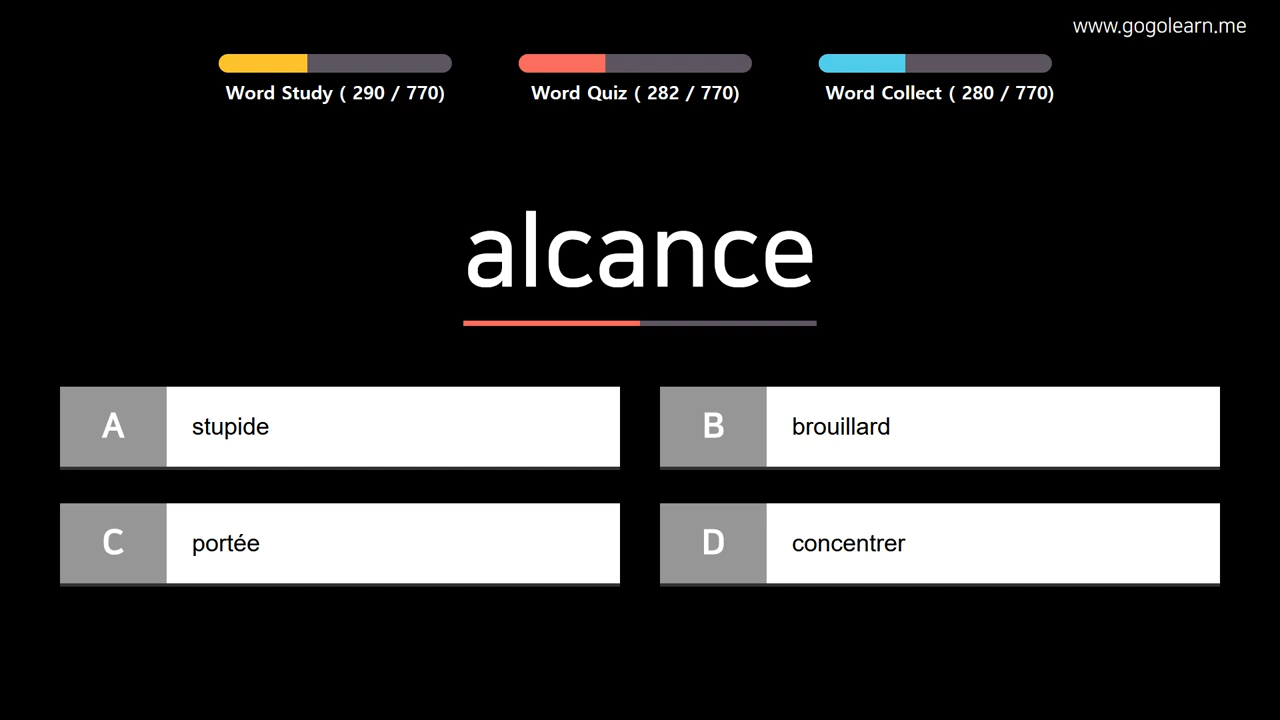 www.gogolearn.me
Word Study ( 290 / 770)
Word Quiz ( 282 / 770)
Word Collect ( 280 / 770)
alcance
A stupide
B brouillard
C portée
D concentrer